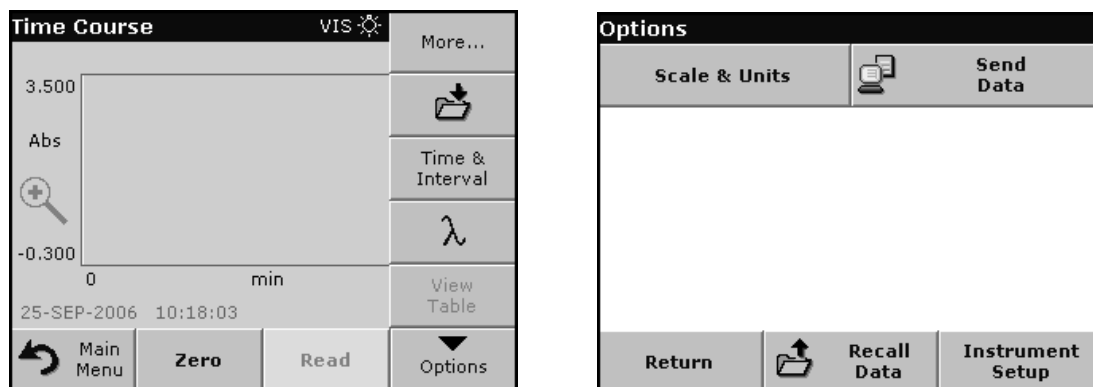 Time Course
VIS
More...
3.500
Abs
Time &
Interval
λ
-0.300
0
min
View
Table
25-SEP-2006 10:18:03
Main
Menu
Zero
Read
Options
Options
Scale & Units
Send
Data
Return
Recall
Data
Instrument
Setup